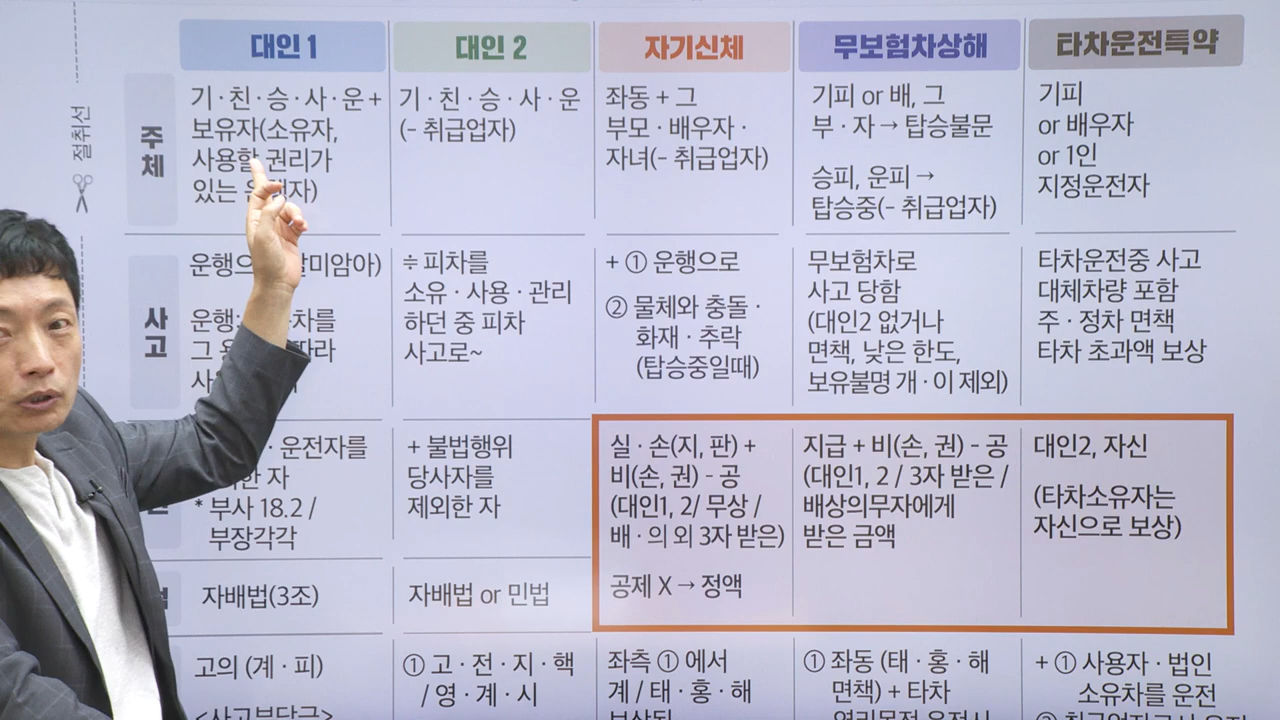 대인 1
대인 2
자기신체
무보험차상해
타차운전특약
절취선
주체
기·친·승·사·운+
보유자(소유자,
사용할 권리가
있는 자)
기·친·승·사·운
(- 취급업자)
좌동 + 그
부모·배우자·
자녀(- 취급업자)
기피 or 배, 그
부·자→탑승불문
승피, 운피→
탑승중(- 취급업자)
기피
or 배우자
or 1인
지정운전자
사고
운행으 말미암아)
운행 차를
그 따라
사
÷ 피차를
소유·사용·관리
하던 중 피차
사고로~
+ ① 운행으로
② 물체와 충돌·
화재·추락
(탑승중일때)
무보험차로
사고 당함
(대인2 없거나
면책, 낮은 한도,
보유불명 개·이 제외)
타차운전중 사고
대체차량 포함
주·정차 면책
타차 초과액 보상
·운전자를
한 자
* 부사 18.2 /
부장각각
+ 불법행위
당사자를
제외한 자
실·손(지, 판) +
비(손, 권) - 공
(대인1, 2/ 무상 /
배·의 외 3자 받은)
공제 X → 정액
지급 + 비(손, 권) - 공
(대인1, 2 / 3자 받은 /
배상의무자에게
받은 금액
대인2, 자신
(타차소유자는
자신으로 보상)
자배법(3조)
자배법 or 민법
고의 (계·피)
<사고부담금>
① 고·전·지·핵
/ 영·계·시
좌측 ① 에서
계 / 태·홍·해
보상됨
① 좌동 (태·홍·해
면책) + 타차
+ ① 사용자·법인
소유차를 운전